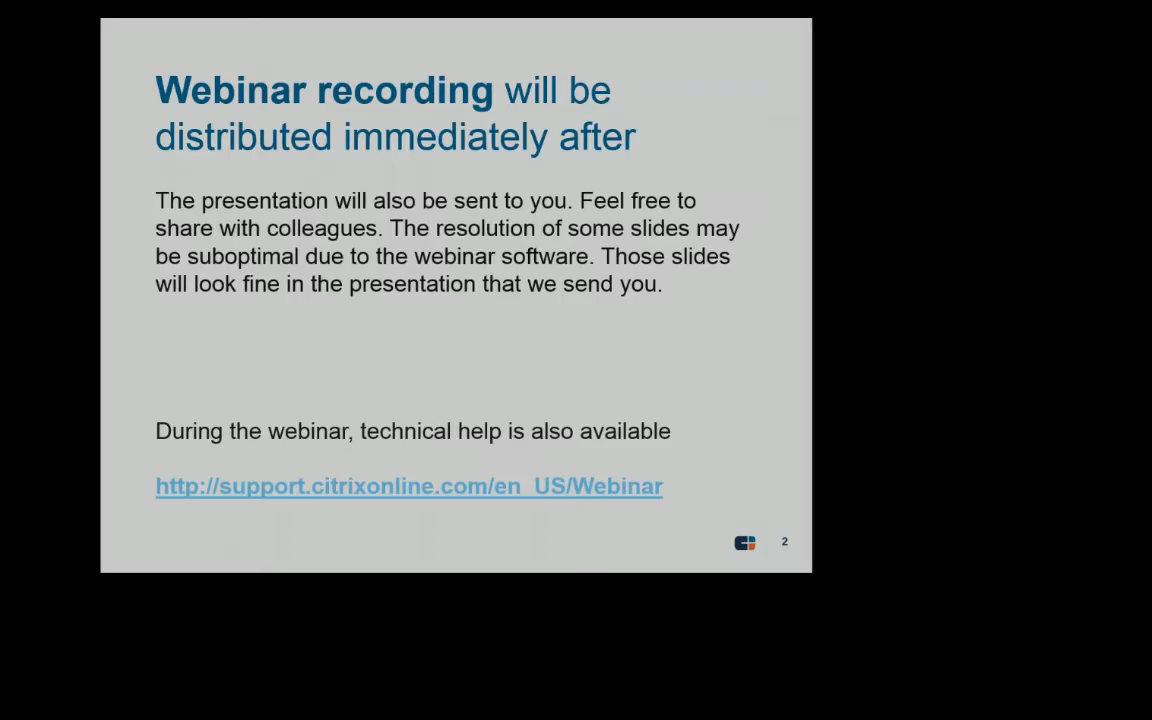 Webinar recording will be
distributed immediately after
The presentation will also be sent to you. Feel free to
share with colleagues. The resolution of some slides may
be suboptimal due to the webinar software. Those slides
will look fine in the presentation that we send you.
During the webinar, technical help is also available
http://support.citrixonline.com/en_US/Webinar
2